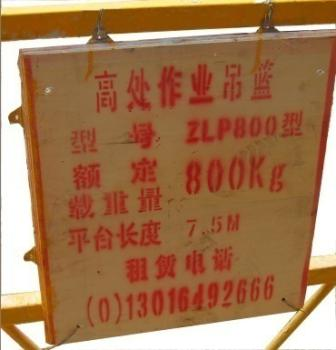 高处作业吊蓝
型号 ZLP800型
额定载重量 800Kg
平台长度 7.5M
租赁电话
(0)13016492666